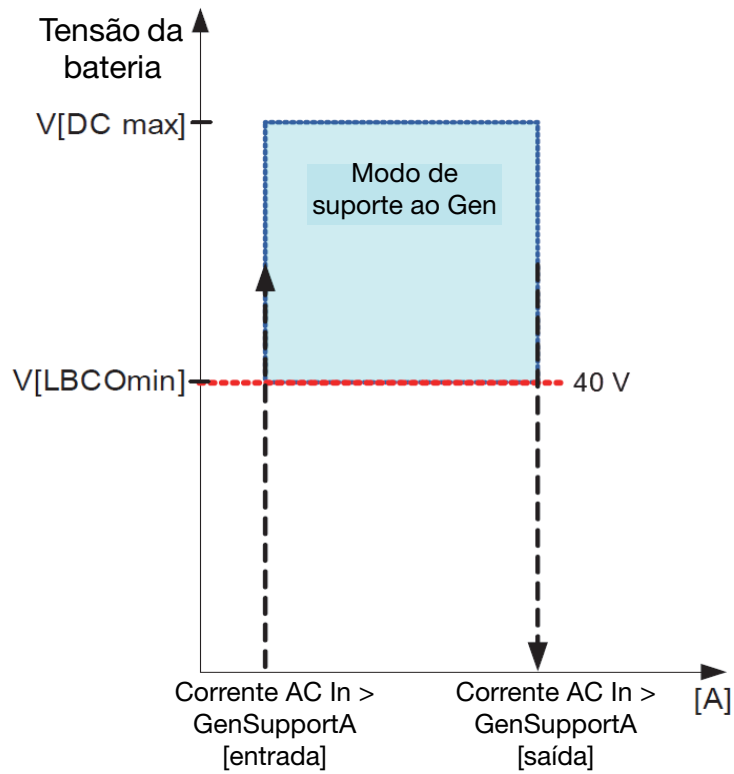 Tensão da
bateria
V[DC max]
Modo de
suporte ao Gen
V[LBCOmin]
40 V
Corrente AC In >
GenSupportA
[entrada]
Corrente AC In >
GenSupportA
[saída]
[A]